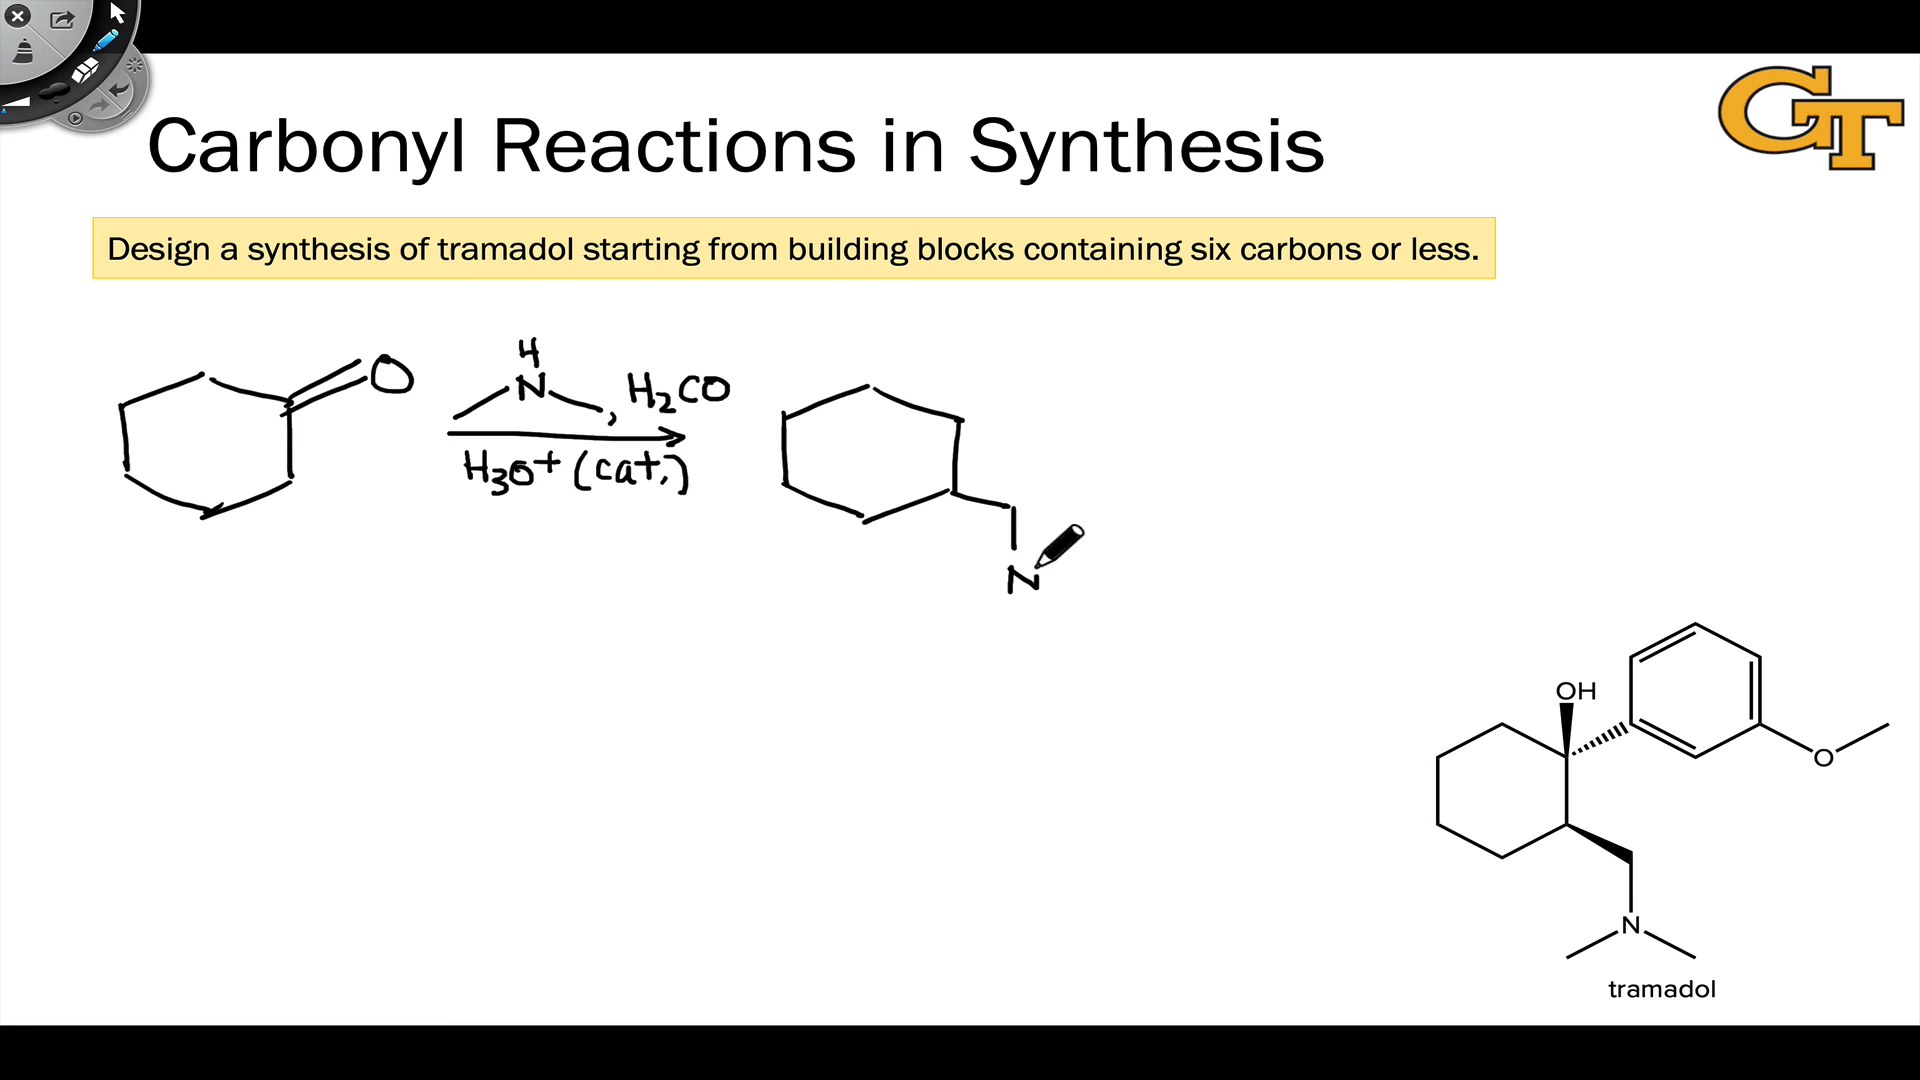 GT
Carbonyl Reactions in Synthesis
Design a synthesis of tramadol starting from building blocks containing six carbons or less.
O
H
N
, H₂CO
H₃O⁺ (cat.)
N
OH
O
N
tramadol